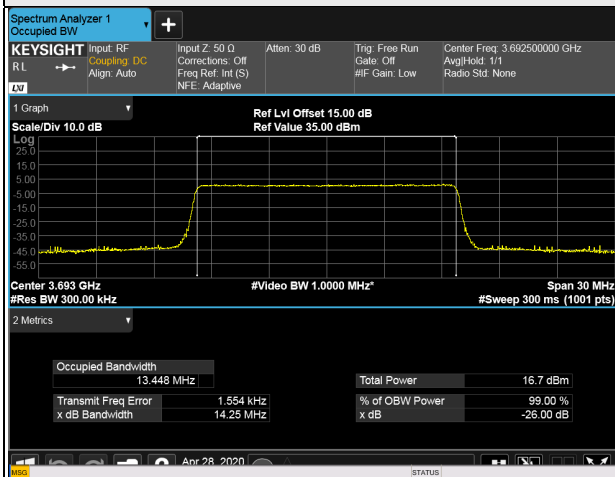 Spectrum Analyzer 1
Occupied BW
KEYSIGHT Input: RF Input Z: 50 Ω Atten: 30 dB Trig: Free Run Center Freq: 3.692500000 GHz
RL Coupling: DC Corrections: Off Gate: Off Avg|Hold: 1/1
Align: Auto Freq Ref: Int (S) #IF Gain: Low Radio Std: None
LXI NFE: Adaptive
1 Graph
Ref Lvl Offset 15.00 dB
Scale/Div 10.0 dB Ref Value 35.00 dBm
Log
25.0
15.0
5.00
-5.00
-15.0
-25.0
-35.0
-45.0
-55.0
Center 3.693 GHz #Video BW 1.0000 MHz* Span 30 MHz
#Res BW 300.00 kHz #Sweep 300 ms (1001 pts)
2 Metrics
Occupied Bandwidth
13.448 MHz Total Power 16.7 dBm
Transmit Freq Error 1.554 kHz % of OBW Power 99.00 %
x dB Bandwidth 14.25 MHz x dB -26.00 dB
Apr 28, 2020
MSG STATUS